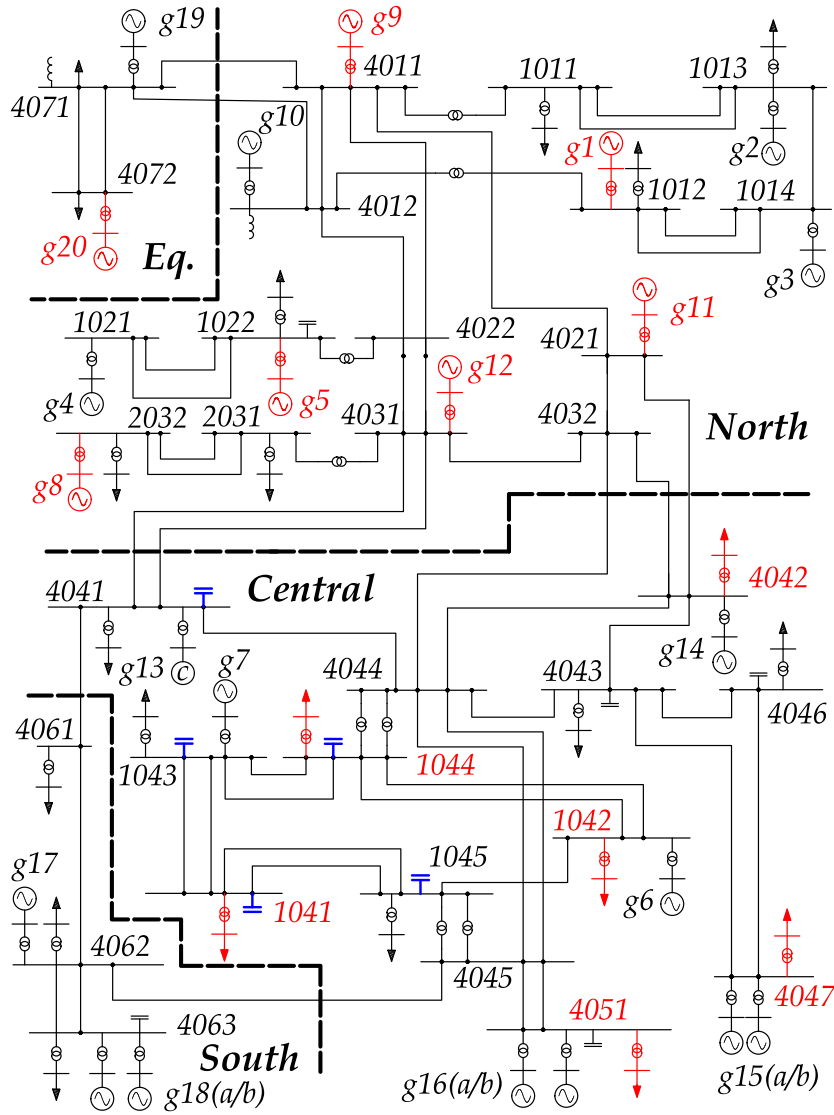 g19
g9
4071
4011
1011
1013
g10
g1
g2
4072
4012
1012
1014
g20
Eq.
g3
g11
1021
1022
4022
4021
g12
g4
g5
2032
2031
4031
4032
North
g8
Central
4042
4041
g13
c
g7
4044
4043
g14
4061
4046
1043
1044
1042
g17
1045
g6
1041
4062
4045
4047
4063
4051
South
g18(a/b)
g16(a/b)
g15(a/b)